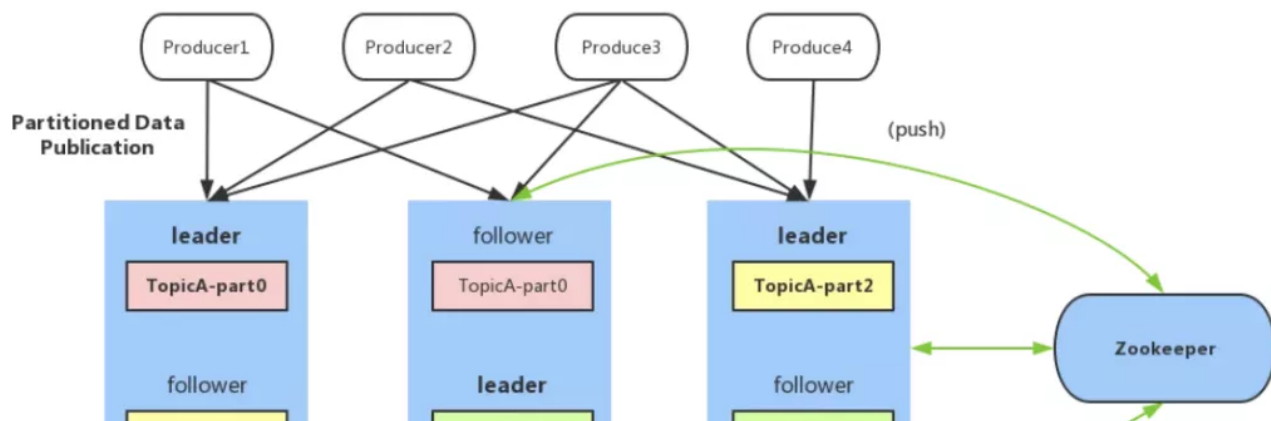 Producer1
Producer2
Produce3
Produce4
Partitioned Data
Publication
(push)
leader
follower
leader
TopicA-part0
TopicA-part0
TopicA-part2
Zookeeper
follower
leader
follower